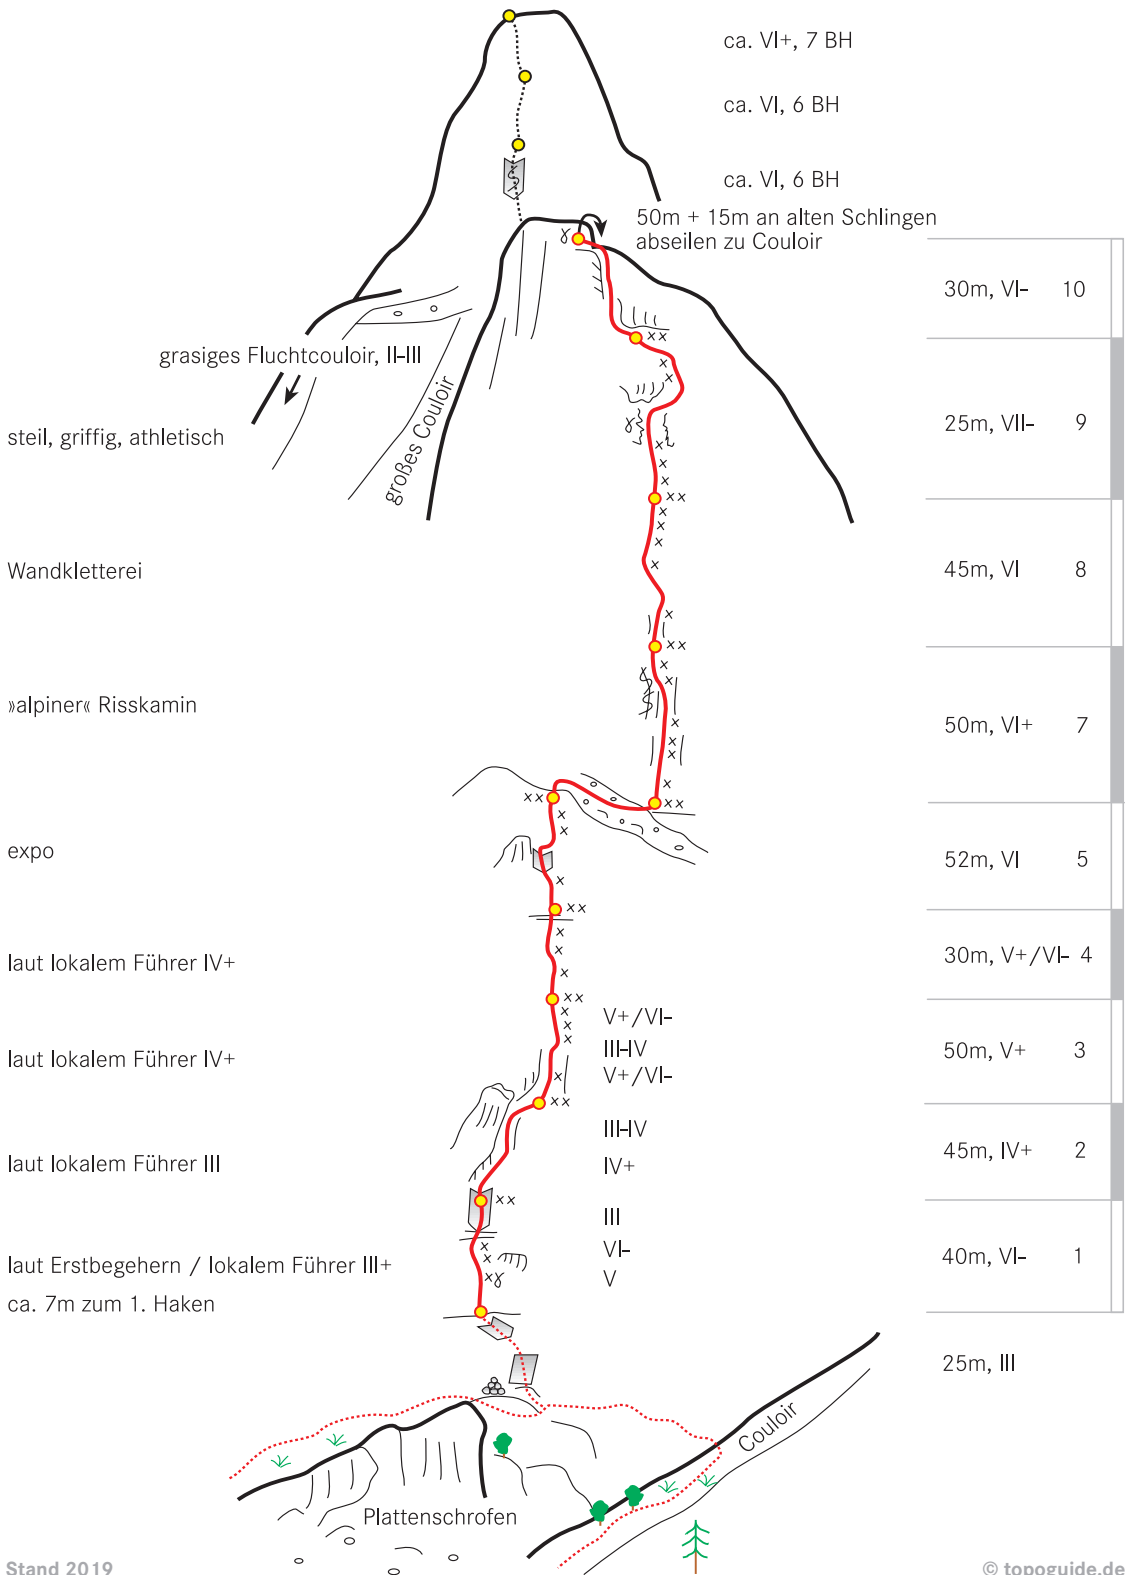 ca. VI+, 7 BH
ca. VI, 6 BH
ca. VI, 6 BH
50m + 15m an alten Schlingen
abseilen zu Couloir
30m, VI- 10
grasiges Fluchtcouloir, II-III
großes Couloir
steil, griffig, athletisch
25m, VII- 9
Wandkletterei
45m, VI 8
»alpiner« Risskamin
50m, VI+ 7
expo
52m, VI 5
laut lokalem Führer IV+
30m, V+/VI- 4
V+/VI-
laut lokalem Führer IV+
III-IV
50m, V+ 3
V+/VI-
III-IV
laut lokalem Führer III
IV+
45m, IV+ 2
III
VI-
laut Erstbegehern / lokalem Führer III+
40m, VI- 1
V
ca. 7m zum 1. Haken
25m, III
Couloir
Plattenschrofen
Stand 2019
© topoguide.de